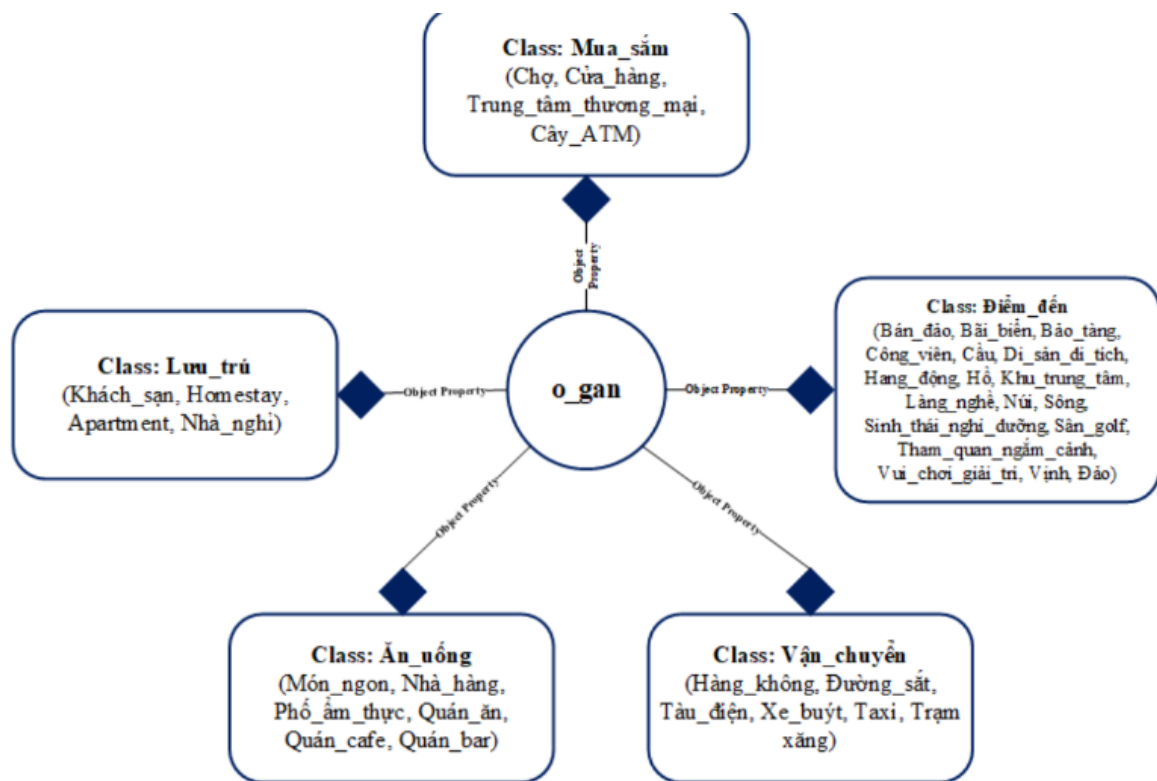 Class: Mua_sắm
(Chợ, Cửa_hàng,
Trung_tâm_thương_mại,
Cây_ATM)
Object
Property
Class: Lưu_trú
(Khách_sạn, Homestay,
Apartment, Nhà_nghỉ)
Object Property
o_gan
Object Property
Class: Điểm_đến
(Bán_đảo, Bãi_biển, Bảo_tàng,
Công_viên, Cầu, Di_sản_di_tích,
Hang_động, Hồ, Khu_trung_tâm,
Làng_nghề, Núi, Sông,
Sinh_thái_nghỉ_dưỡng, Sân_golf,
Tham_quan_ngắm_cảnh,
Vui_chơi_giải_trí, Vịnh, Đảo)
Object Property
Object Property
Class: Ăn_uống
(Món_ngon, Nhà_hàng,
Phố_ẩm_thực, Quán_ăn,
Quán_cafe, Quán_bar)
Class: Vận_chuyển
(Hàng_không, Đường_sắt,
Tàu_điện, Xe_buýt, Taxi, Trạm
xăng)